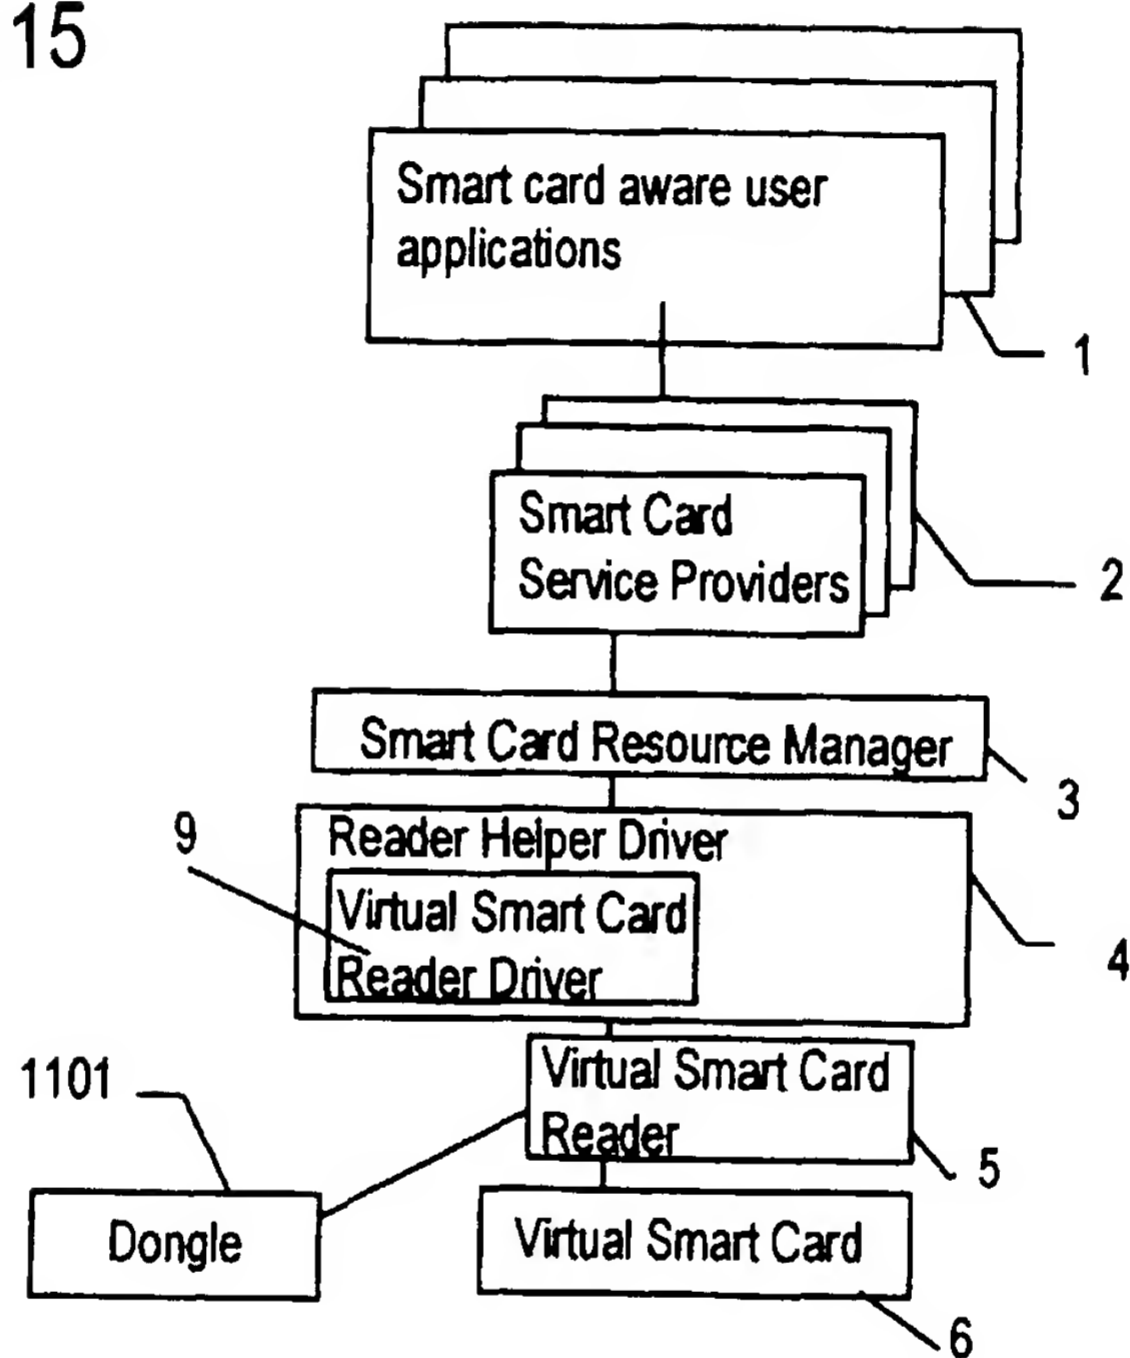 15
Smart card aware user
applications
1
Smart Card
Service Providers
2
Smart Card Resource Manager
3
9
Reader Helper Driver
Virtual Smart Card
Reader Driver
4
1101
Virtual Smart Card
Reader
5
Dongle
Virtual Smart Card
6